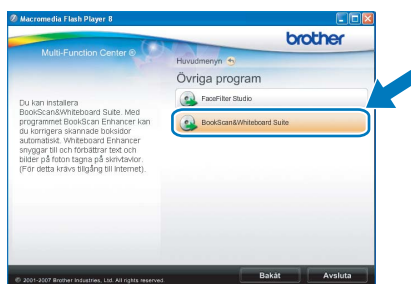 Macromedia Flash Player 8
brother
Multi-Function Center ®
Huvudmenyn
Övriga program
FaceFilter Studio
BookScan&Whiteboard Suite
Du kan installera
BookScan&Whiteboard Suite. Med
programmet BookScan Enhancer kan
du korrigera skannade boksidor
automatiskt. Whiteboard Enhancer
snyggar till och förbättrar text och
bilder på foton tagna på skrivtavlor.
(För detta krävs tillgång till Internet).
© 2001-2007 Brother Industries, Ltd. All rights reserved
Bakåt
Avsluta